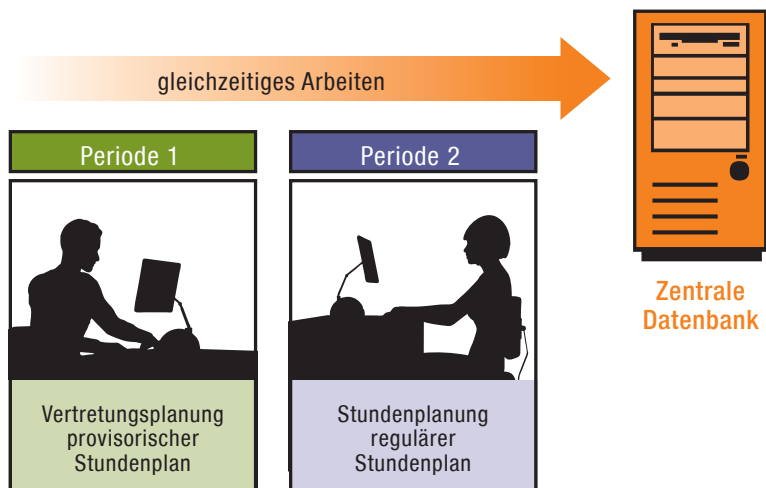 gleichzeitiges Arbeiten
Periode 1
Periode 2
Zentrale
Datenbank
Vertretungsplanung
provisorischer
Stundenplan
Stundenplanung
regulärer
Stundenplan